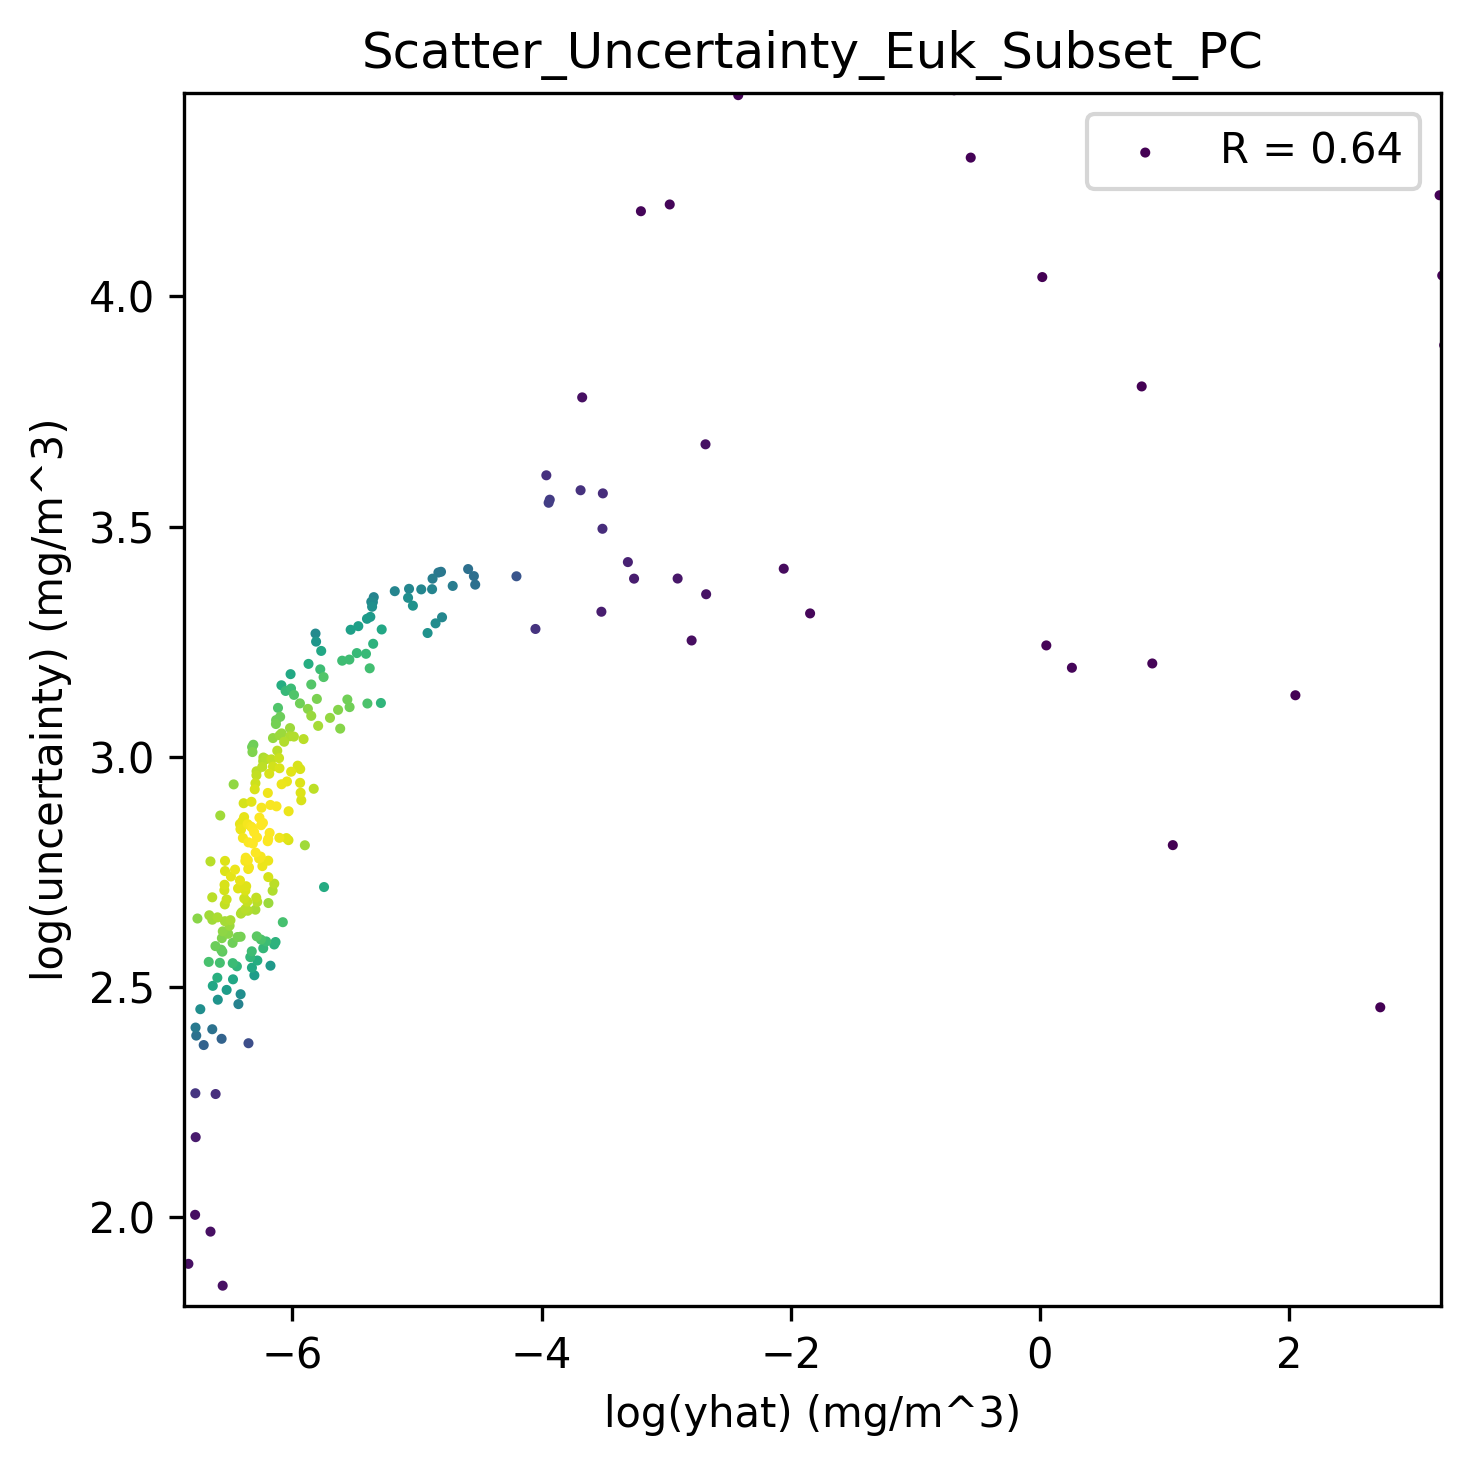 Scatter_Uncertainty_Euk_Subset_PC
R = 0.64
log(uncertainty) (mg/m^3)
4.0
3.5
3.0
2.5
2.0
−6 −4 −2 0 2
log(yhat) (mg/m^3)